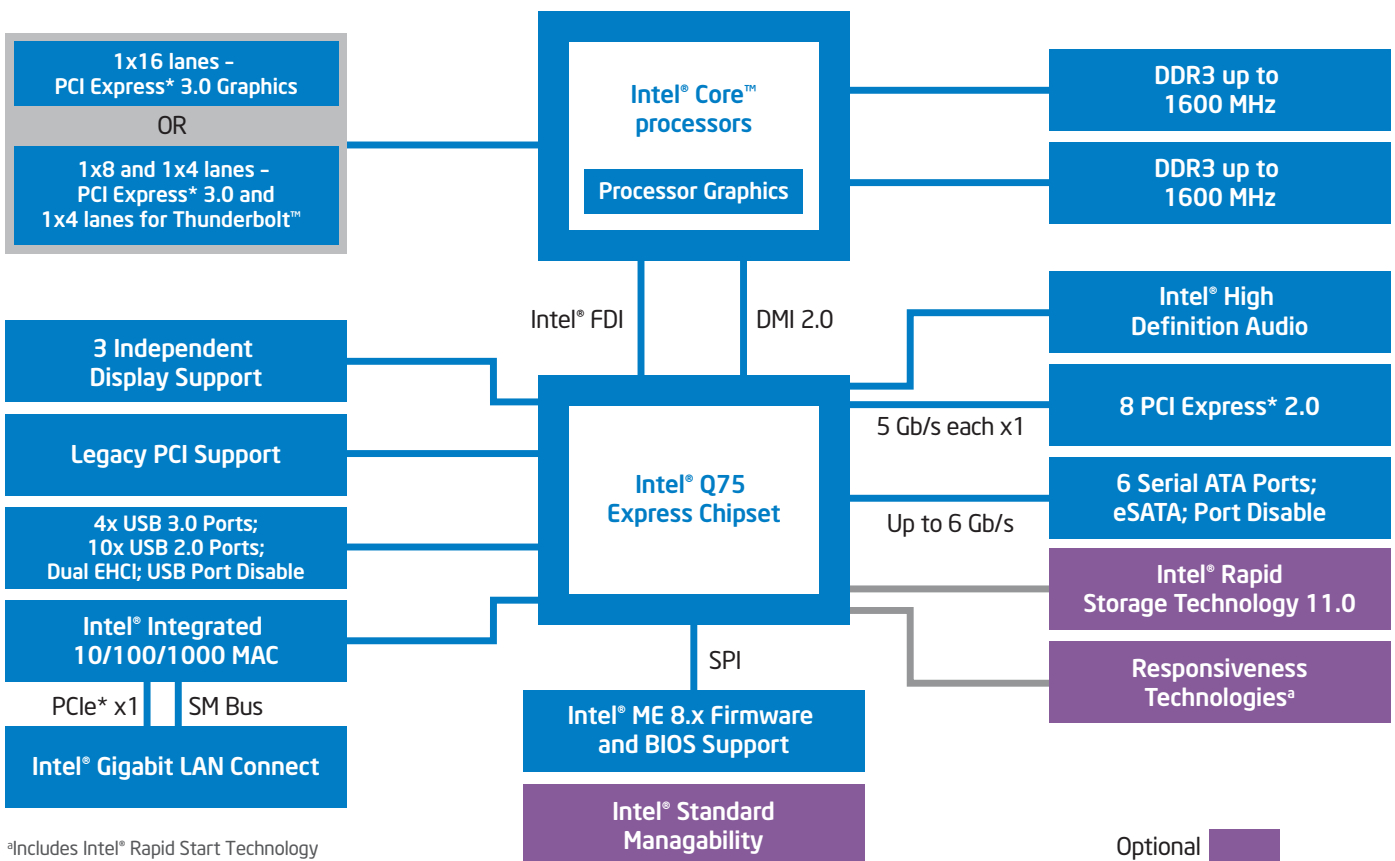 1x16 lanes –
PCI Express* 3.0 Graphics
OR
1x8 and 1x4 lanes –
PCI Express* 3.0 and
1x4 lanes for Thunderbolt™
Intel® Core™
processors
Processor Graphics
DDR3 up to
1600 MHz
DDR3 up to
1600 MHz
Intel® FDI
DMI 2.0
3 Independent
Display Support
Legacy PCI Support
4x USB 3.0 Ports;
10x USB 2.0 Ports;
Dual EHCI; USB Port Disable
Intel® Integrated
10/100/1000 MAC
PCIe* x1
SM Bus
Intel® Gigabit LAN Connect
Intel® Q75
Express Chipset
Intel® High
Definition Audio
8 PCI Express* 2.0
5 Gb/s each x1
6 Serial ATA Ports;
eSATA; Port Disable
Up to 6 Gb/s
Intel® Rapid
Storage Technology 11.0
Responsiveness
Technologiesª
SPI
Intel® ME 8.x Firmware
and BIOS Support
Intel® Standard
Managability
ªIncludes Intel® Rapid Start Technology
Optional